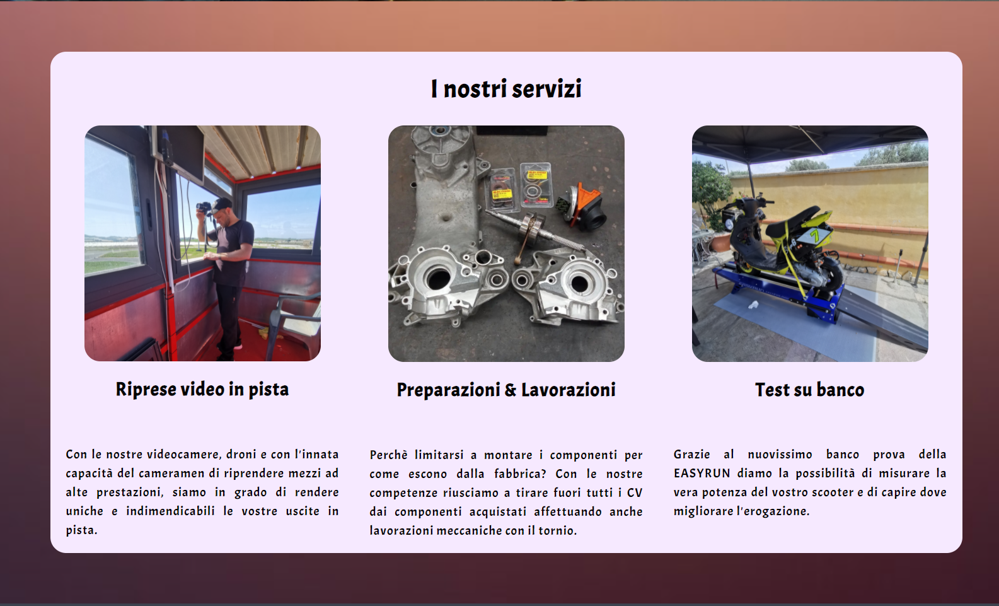 I nostri servizi
7
Riprese video in pista
Preparazioni & Lavorazioni
Test su banco
Con le nostre videocamere, droni e con l'innata
capacità del cameramen di riprendere mezzi ad
alte prestazioni, siamo in grado di rendere
uniche e indimendicabili le vostre uscite in
pista.
Perchè limitarsi a montare i componenti per
come escono dalla fabbrica? Con le nostre
competenze riusciamo a tirare fuori tutti i CV
dai componenti acquistati affettuando anche
lavorazioni meccaniche con il tornio.
Grazie al nuovissimo banco prova della
EASYRUN diamo la possibilità di misurare la
vera potenza del vostro scooter e di capire dove
migliorare l'erogazione.